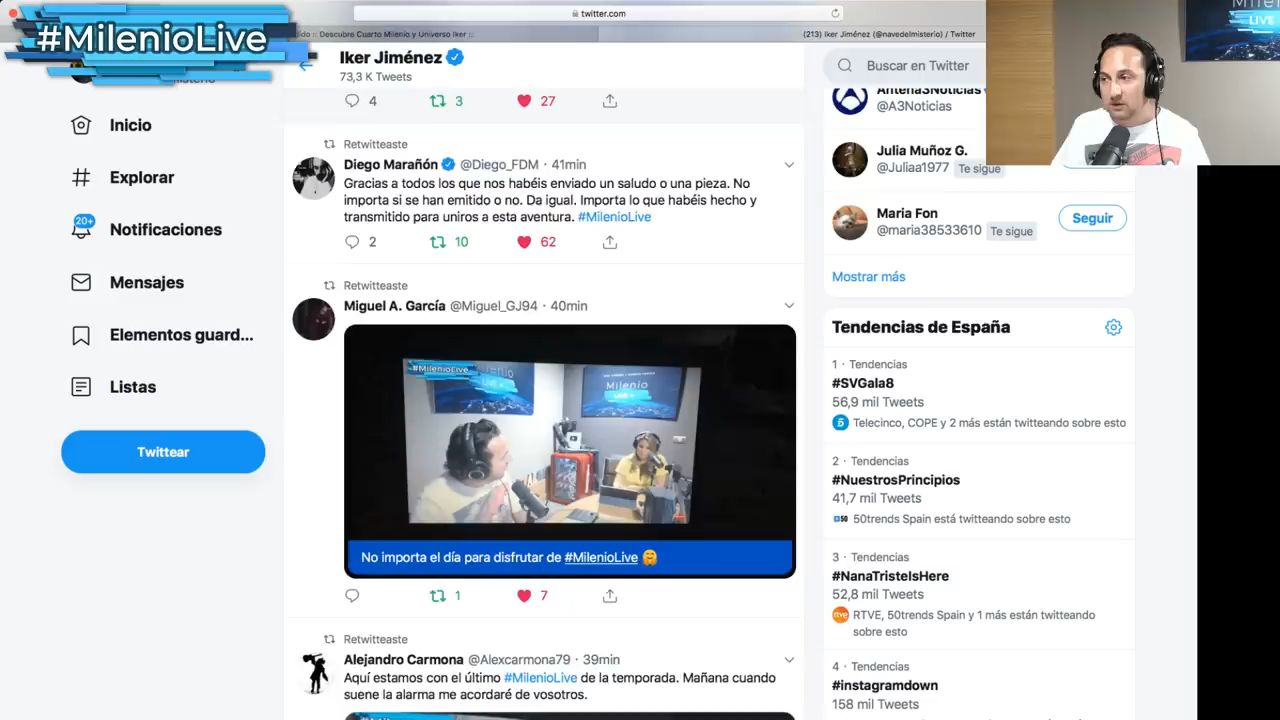 #MilenioLive
twitter.com
Descubre Cuarto Milenio y Universo Iker ::
(213) Iker Jiménez (@navedelmisterio) / Twitter
Iker Jiménez
73,3 K Tweets
Buscar en Twitter
LIVE
Inicio
Explorar
20+
Notificaciones
Mensajes
Elementos guard...
Listas
Twittear
4 3 27
Retwitteaste
Diego Marañón @Diego_FDM · 41min
Gracias a todos los que nos habéis enviado un saludo o una pieza. No
importa si se han emitido o no. Da igual. Importa lo que habéis hecho y
transmitido para uniros a esta aventura. #MilenioLive
2 10 62
Retwitteaste
Miguel A. García @Miguel_GJ94 · 40min
#MilenioLive
Milenio
LIVE
No importa el día para disfrutar de #MilenioLive
1 7
Retwitteaste
Alejandro Carmona @Alexcarmona79 · 39min
Aquí estamos con el último #MilenioLive de la temporada. Mañana cuando
suene la alarma me acordaré de vosotros.
Antena3Noticias
@A3Noticias
Julia Muñoz G.
@Juliaa1977 Te sigue
Maria Fon
@maria38533610 Te sigue
Seguir
Mostrar más
Tendencias de España
1 · Tendencias
#SVGala8
56,9 mil Tweets
Telecinco, COPE y 2 más están twitteando sobre esto
2 · Tendencias
#NuestrosPrincipios
41,7 mil Tweets
50trends Spain está twitteando sobre esto
3 · Tendencias
#NanaTristeIsHere
52,8 mil Tweets
RTVE, 50trends Spain y 1 más están twitteando
sobre esto
4 · Tendencias
#instagramdown
158 mil Tweets